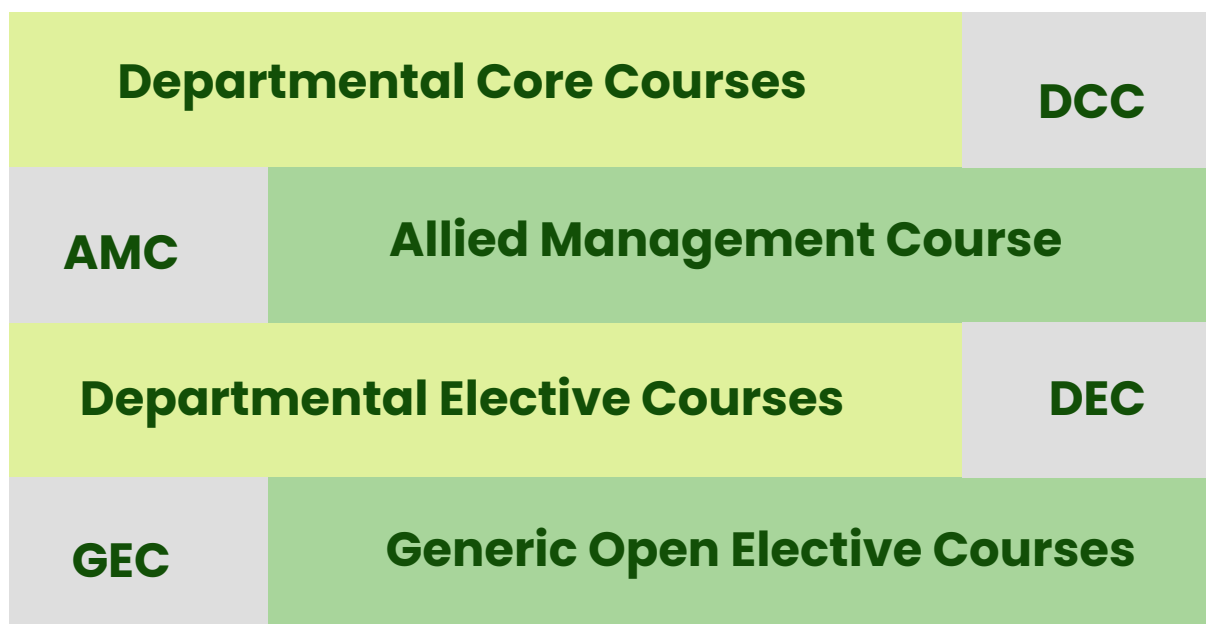 Departmental Core Courses DCC
AMC Allied Management Course
Departmental Elective Courses DEC
GEC Generic Open Elective Courses